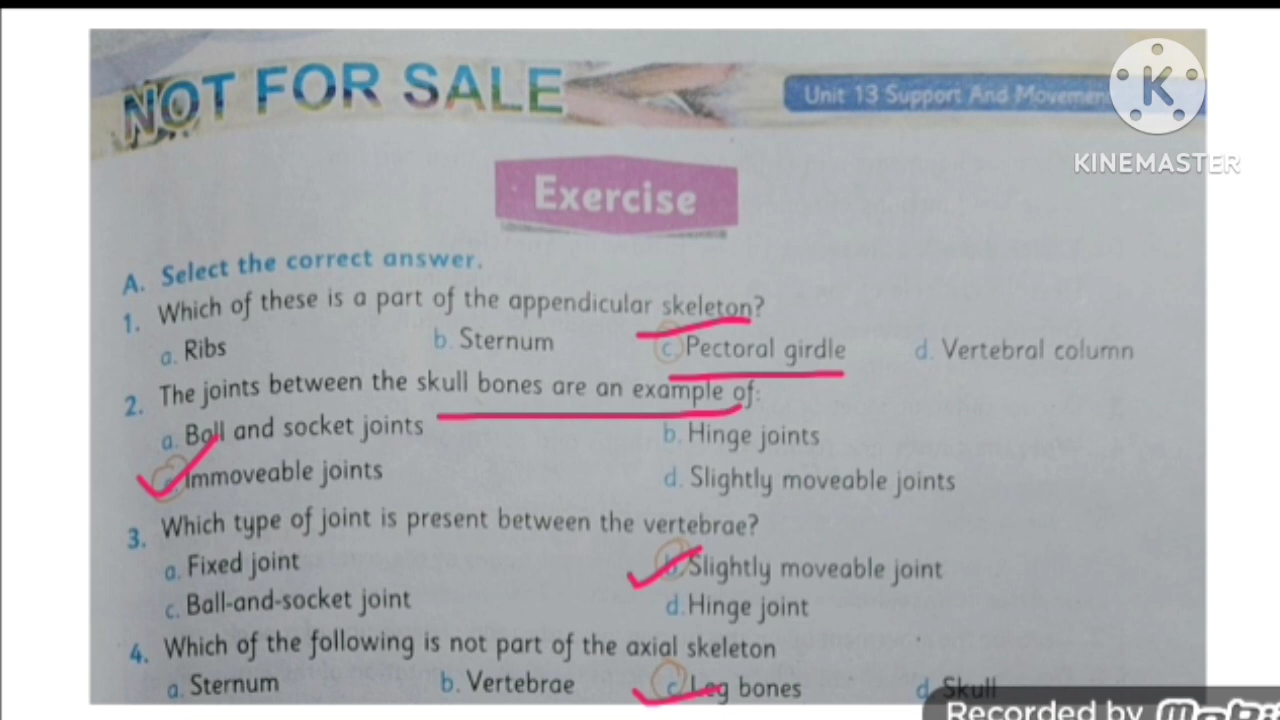 NOT FOR SALE
Unit 13 Support And
K
KINEMASTER
Exercise
A. Select the correct answer.
1. Which of these is a part of the appendicular skeleton?
a. Ribs b. Sternum c. Pectoral girdle d. Vertebral column
2. The joints between the skull bones are an example of:
a. Ball and socket joints b. Hinge joints
Immoveable joints d. Slightly moveable joints
3. Which type of joint is present between the vertebrae?
a. Fixed joint b. Slightly moveable joint
c. Ball-and-socket joint d. Hinge joint
4. Which of the following is not part of the axial skeleton
a. Sternum b. Vertebrae c. Leg bones d. Skull
Recorded by